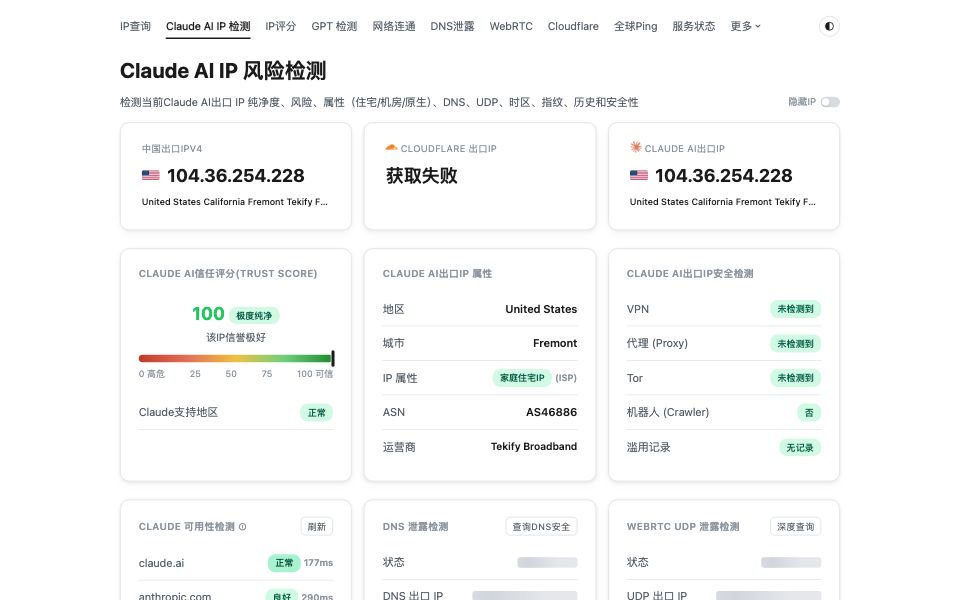 IP查询 Claude AI IP 检测 IP评分 GPT 检测 网络连通 DNS泄露 WebRTC Cloudflare 全球Ping 服务状态 更多
Claude AI IP 风险检测
检测当前Claude AI出口 IP 纯净度、风险、属性（住宅/机房/原生）、DNS、UDP、时区、指纹、历史和安全性
隐藏IP
中国出口IPV4
104.36.254.228
United States California Fremont Tekify F...
CLOUDFLARE 出口IP
获取失败
CLAUDE AI出口IP
104.36.254.228
United States California Fremont Tekify F...
CLAUDE AI信任评分(TRUST SCORE)
100 极度纯净
该IP信誉极好
0 高危 25 50 75 100 可信
Claude支持地区 正常
CLAUDE AI出口IP 属性
地区 United States
城市 Fremont
IP 属性 家庭住宅IP (ISP)
ASN AS46886
运营商 Tekify Broadband
CLAUDE AI出口IP安全检测
VPN 未检测到
代理 (Proxy) 未检测到
Tor 未检测到
机器人 (Crawler) 否
滥用记录 无记录
CLAUDE 可用性检测 刷新
claude.ai 正常 177ms
anthropic.com 良好 290ms
DNS 泄露检测 查询DNS安全
状态
DNS 出口 IP
WEBRTC UDP 泄露检测 深度查询
状态
UDP 出口 IP